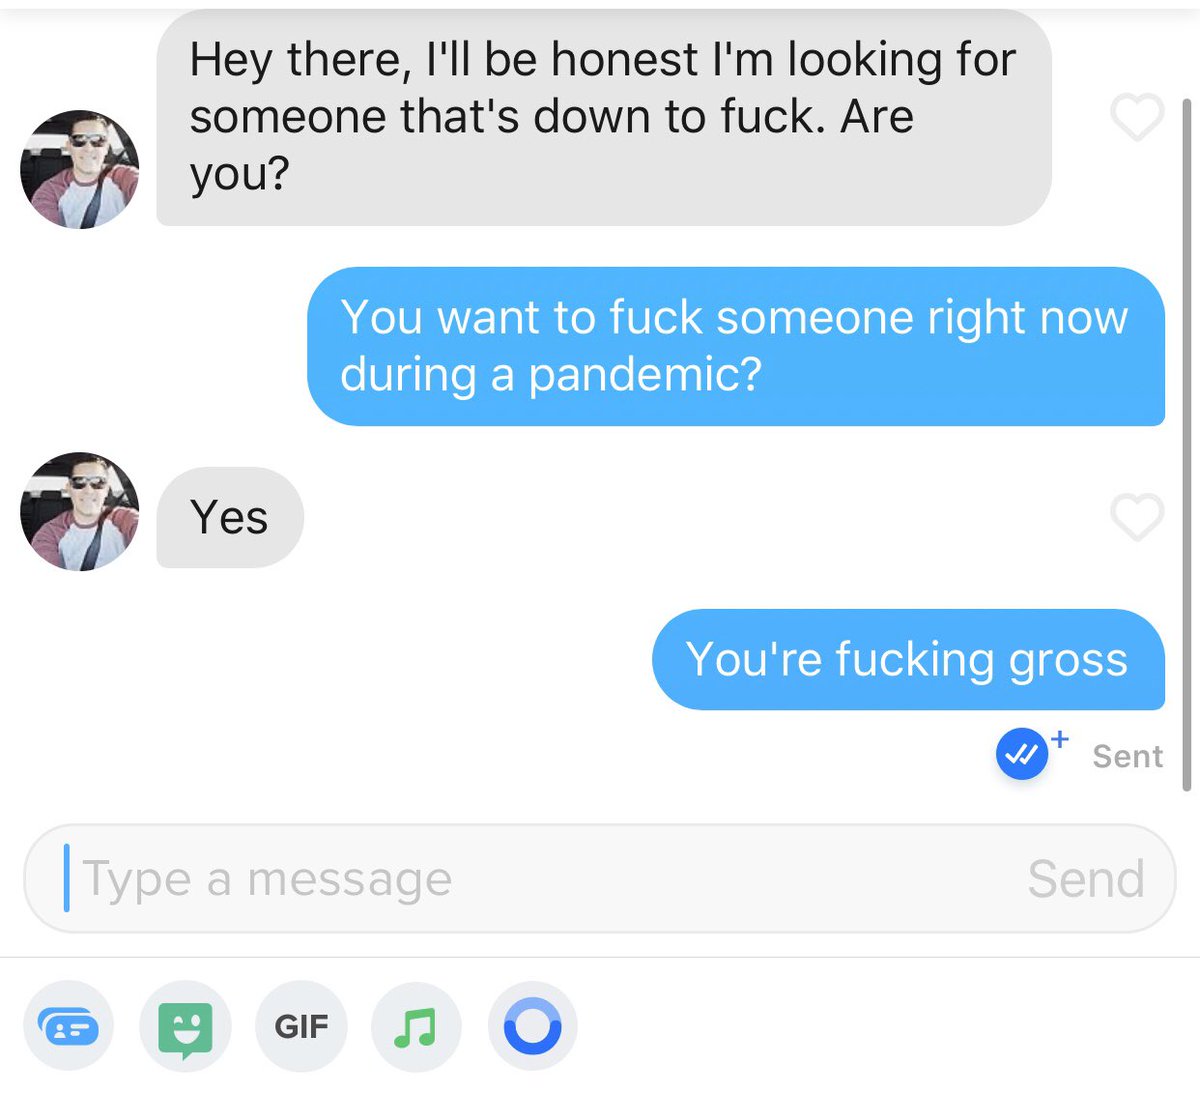 Hey there, I'll be honest I'm looking for
someone that's down to fuck. Are
you?
You want to fuck someone right now
during a pandemic?
Yes
You're fucking gross
+ Sent
Type a message Send
GIF